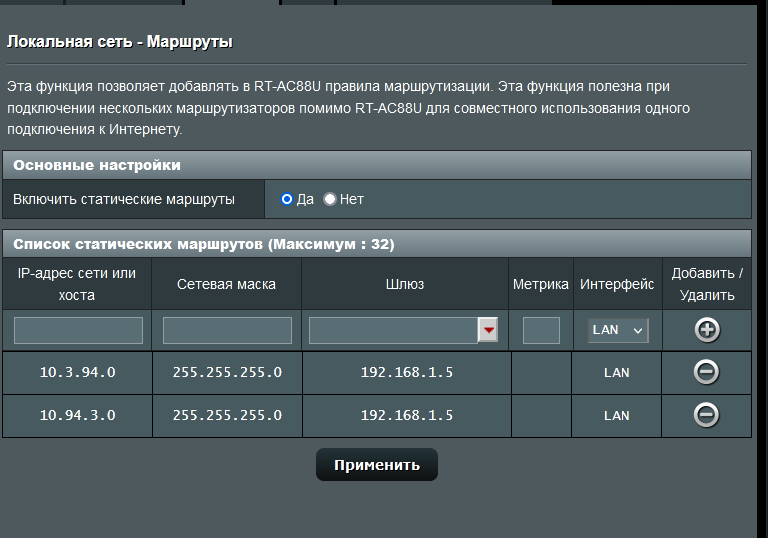 Локальная сеть - Маршруты
Эта функция позволяет добавлять в RT-AC88U правила маршрутизации. Эта функция полезна при
подключении нескольких маршрутизаторов помимо RT-AC88U для совместного использования одного
подключения к Интернету.
Основные настройки
Включить статические маршруты Да Нет
Список статических маршрутов (Максимум : 32)
IP-адрес сети или
хоста
Сетевая маска
Шлюз
Метрика
Интерфейс
Добавить /
Удалить
LAN
10.3.94.0 255.255.255.0 192.168.1.5 LAN
10.94.3.0 255.255.255.0 192.168.1.5 LAN
Применить